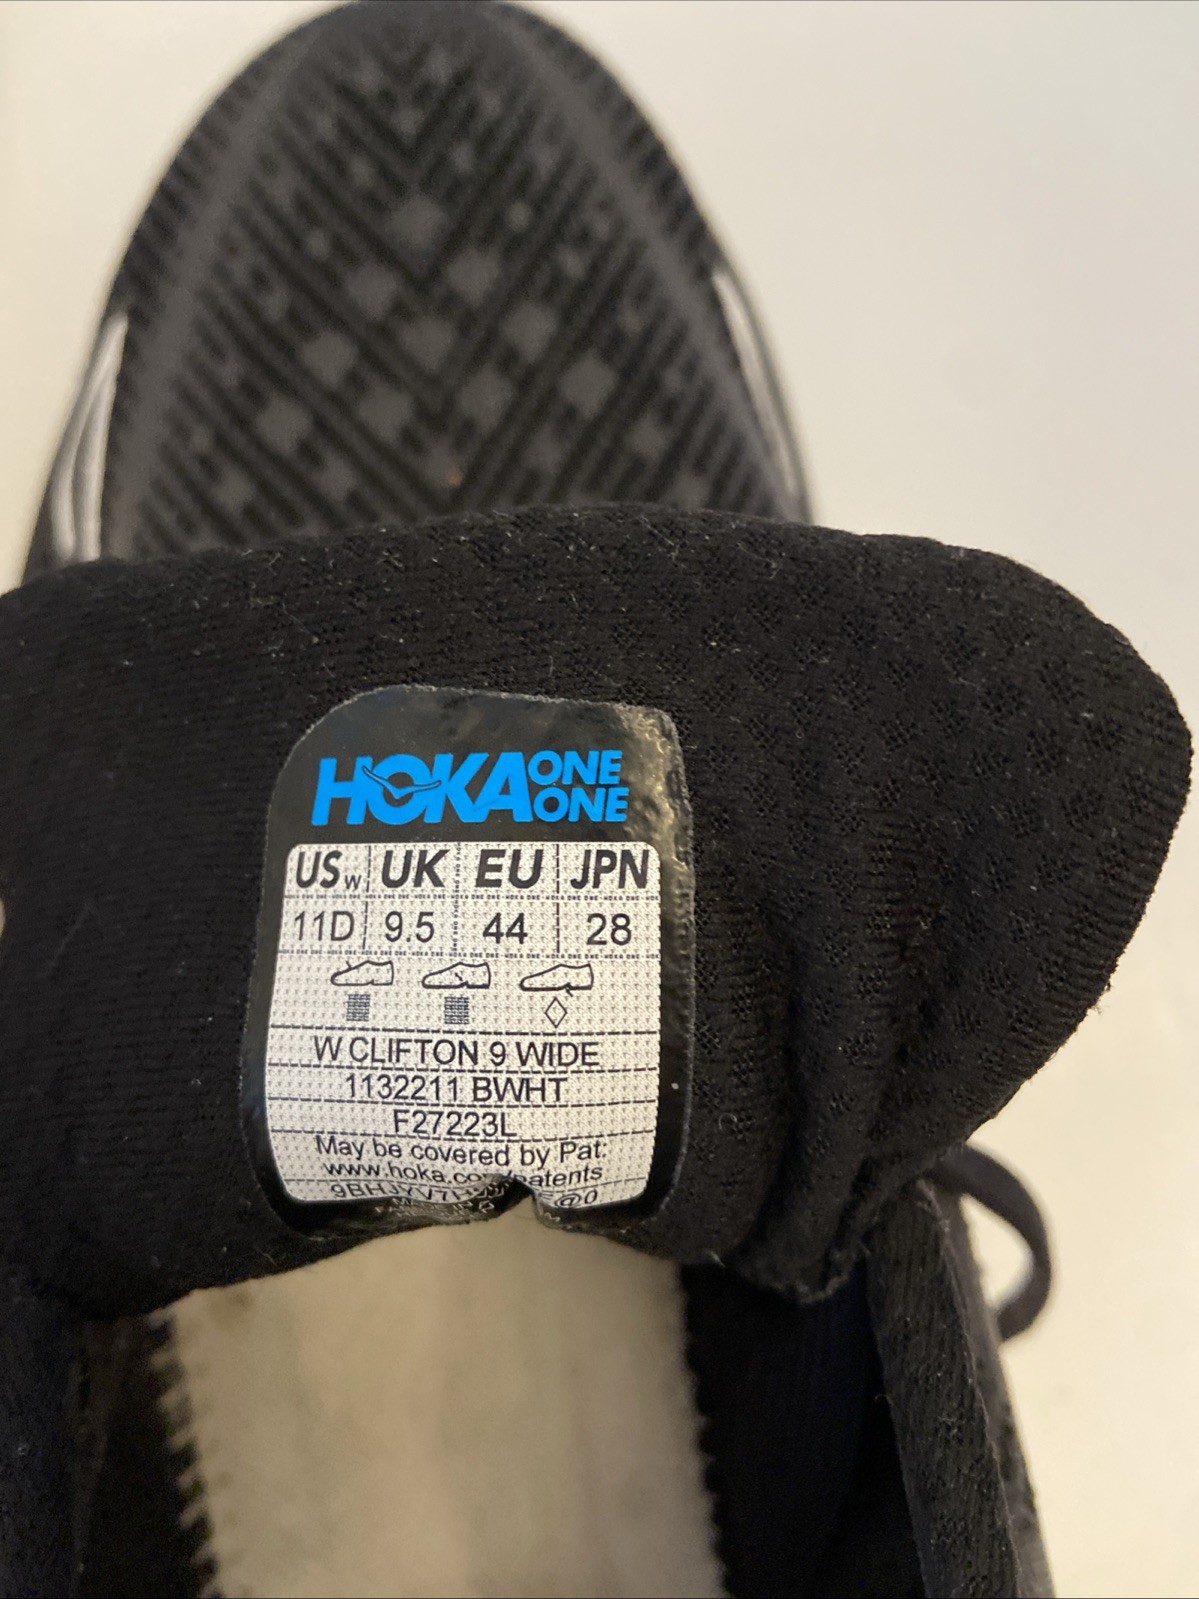 HOKA ONE ONE
USw UK EU JPN
11D 9.5 44 28
W CLIFTON 9 WIDE
1132211 BWHT
F27223L
May be covered by Pat:
www.hoka.com/patents